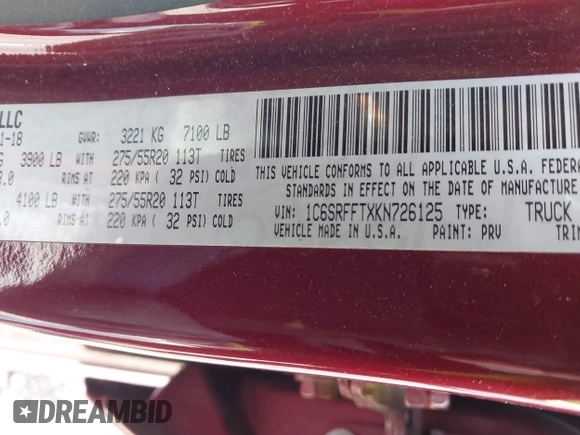 LLC
1-18 GVWR: 3221 KG 7100 LB
G 3900 LB WITH 275/55R20 113T TIRES
.0 RIMS AT 220 KPA ( 32 PSI) COLD
4100 LB WITH 275/55R20 113T TIRES
.0 RIMS AT 220 KPA ( 32 PSI) COLD
THIS VEHICLE CONFORMS TO ALL APPLICABLE U.S.A. FEDERA
STANDARDS IN EFFECT ON THE DATE OF MANUFACTURE
VIN: 1C6SRFFTXKN726125 TYPE: TRUCK
VEHICLE MADE IN U.S.A. PAINT: PRV TRIM
DREAMBID